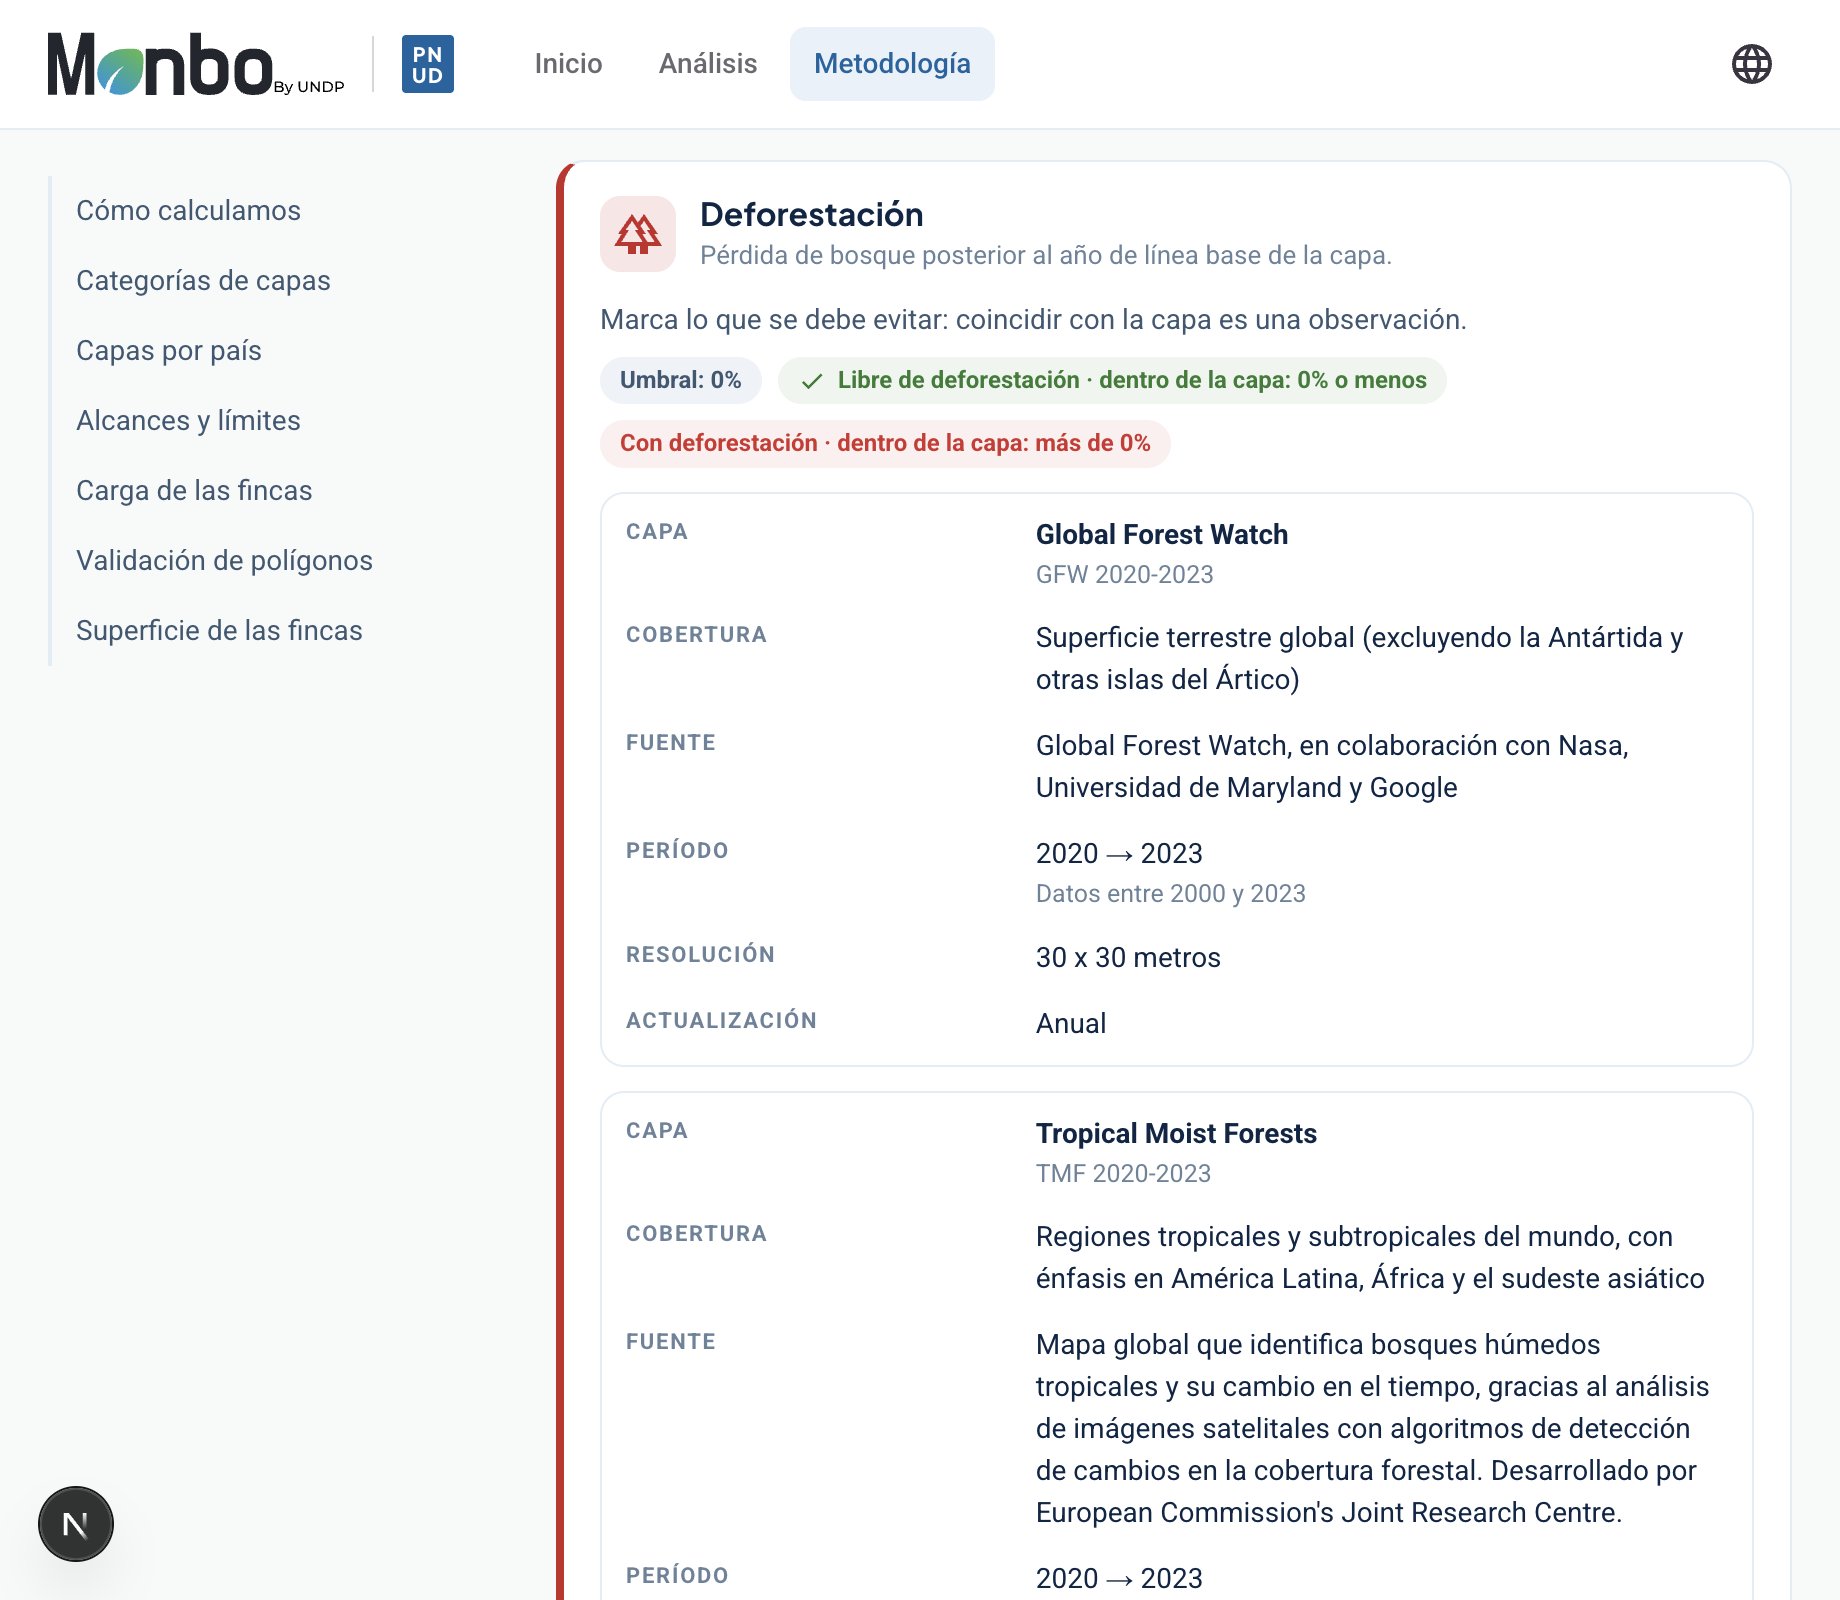 Monbo By UNDP
PN
UD
Inicio
Análisis
Metodología
Cómo calculamos
Categorías de capas
Capas por país
Alcances y límites
Carga de las fincas
Validación de polígonos
Superficie de las fincas
Deforestación
Pérdida de bosque posterior al año de línea base de la capa.
Marca lo que se debe evitar: coincidir con la capa es una observación.
Umbral: 0%
Libre de deforestación · dentro de la capa: 0% o menos
Con deforestación · dentro de la capa: más de 0%
CAPA
Global Forest Watch
GFW 2020-2023
COBERTURA
Superficie terrestre global (excluyendo la Antártida y
otras islas del Ártico)
FUENTE
Global Forest Watch, en colaboración con Nasa,
Universidad de Maryland y Google
PERÍODO
2020 → 2023
Datos entre 2000 y 2023
RESOLUCIÓN
30 x 30 metros
ACTUALIZACIÓN
Anual
CAPA
Tropical Moist Forests
TMF 2020-2023
COBERTURA
Regiones tropicales y subtropicales del mundo, con
énfasis en América Latina, África y el sudeste asiático
FUENTE
Mapa global que identifica bosques húmedos
tropicales y su cambio en el tiempo, gracias al análisis
de imágenes satelitales con algoritmos de detección
de cambios en la cobertura forestal. Desarrollado por
European Commission's Joint Research Centre.
PERÍODO
2020 → 2023
N